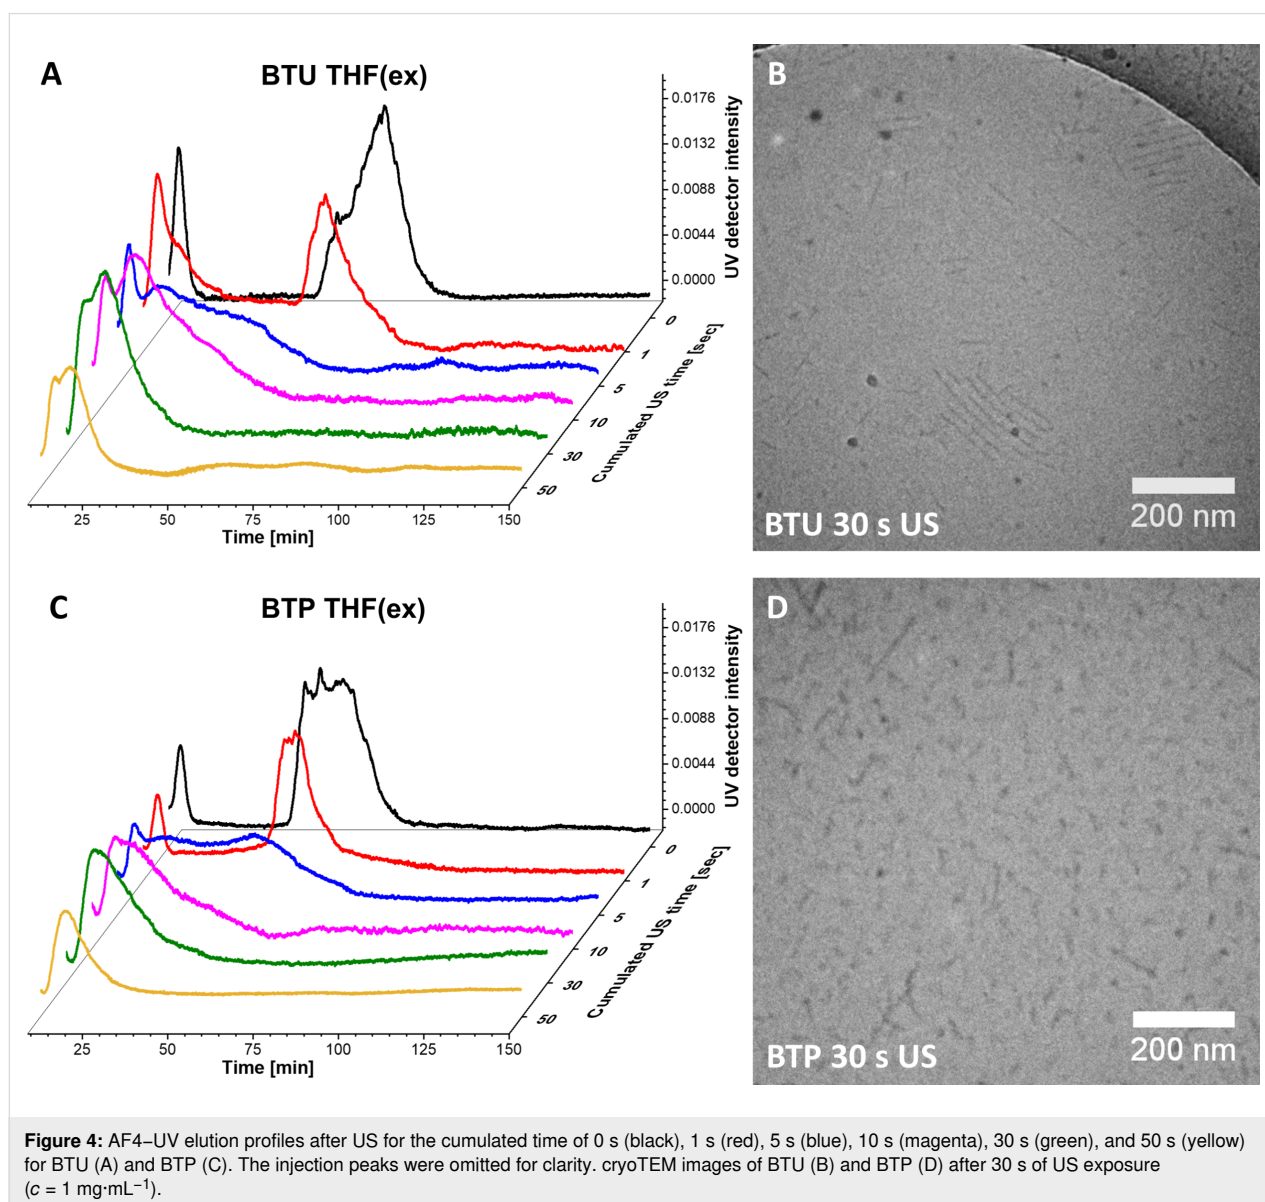 A
BTU THF(ex)
0.0176
0.0132
0.0088
0.0044
0.0000
UV detector intensity
0
1
5
10
30
50
Cumulated US time [sec]
25
50
75
100
125
150
Time [min]
B
BTU 30 s US
200 nm
C
BTP THF(ex)
0.0176
0.0132
0.0088
0.0044
0.0000
UV detector intensity
0
1
5
10
30
50
Cumulated US time [sec]
25
50
75
100
125
150
Time [min]
D
BTP 30 s US
200 nm
Figure 4: AF4–UV elution profiles after US for the cumulated time of 0 s (black), 1 s (red), 5 s (blue), 10 s (magenta), 30 s (green), and 50 s (yellow)
for BTU (A) and BTP (C). The injection peaks were omitted for clarity. cryoTEM images of BTU (B) and BTP (D) after 30 s of US exposure
(c = 1 mg·mL⁻¹).